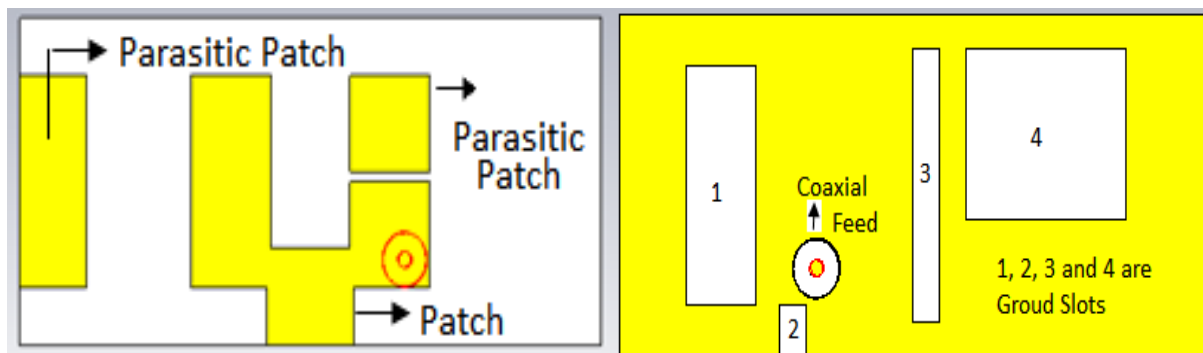 Parasitic Patch
Parasitic
Patch
Patch
1
2
3
4
Coaxial
Feed
1, 2, 3 and 4 are
Groud Slots